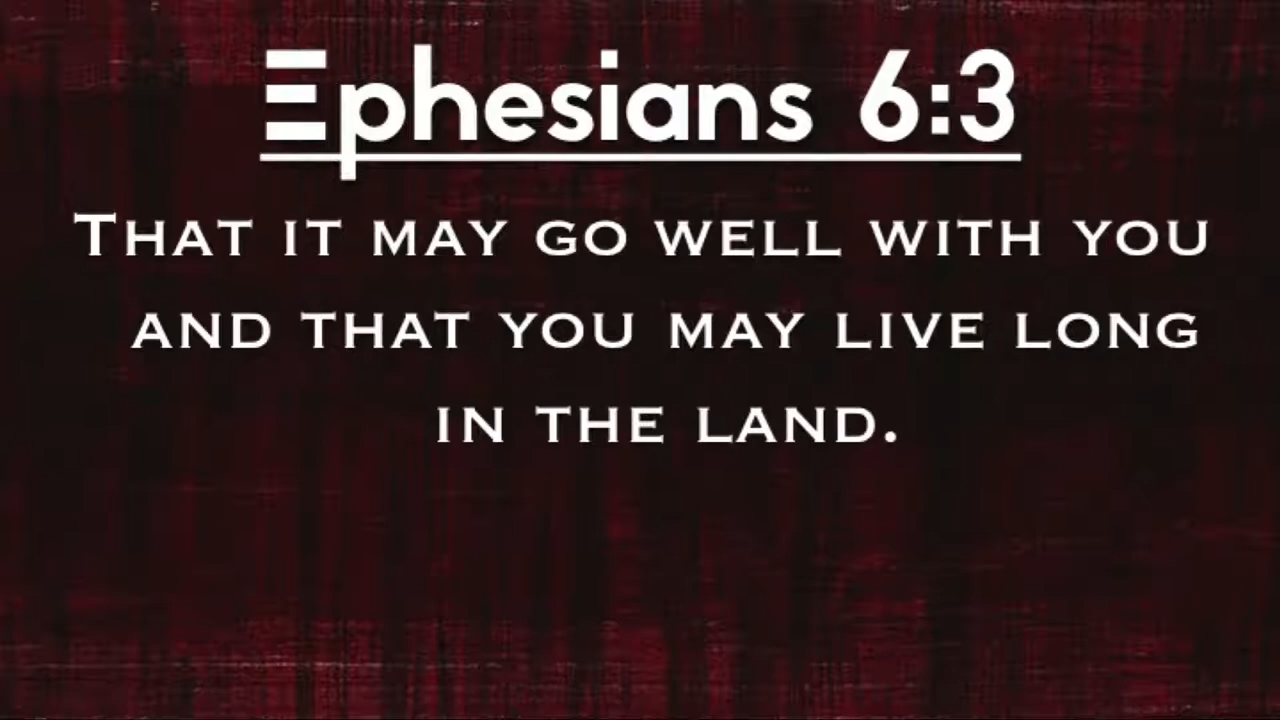 Ephesians 6:3
That it may go well with you
and that you may live long
in the land.